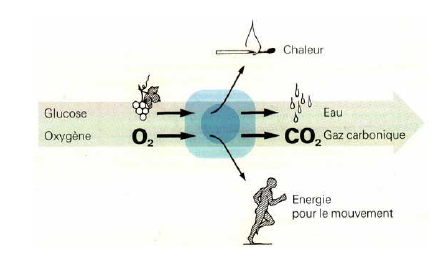 Chaleur
Glucose
Eau
Oxygène
O₂
CO₂
Gaz carbonique
Energie
pour le mouvement